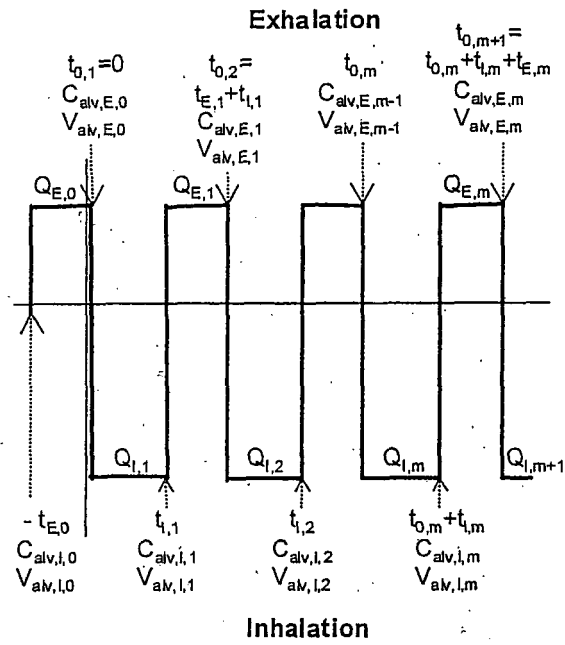 Exhalation
t0,1=0
Calv,E,0
Valv,E,0
t0,2=
tE,1+tI,1
Calv,E,1
Valv,E,1
t0,m
Calv,E,m-1
Valv,E,m-1
t0,m+1=
t0,m+tI,m+tE,m
Calv,E,m
Valv,E,m
QE,0
QE,1
QE,m
QI,1
QI,2
QI,m
QI,m+1
- tE,0
Calv,I,0
Valv,I,0
tI,1
Calv,I,1
Valv,I,1
tI,2
Calv,I,2
Valv,I,2
t0,m+tI,m
Calv,I,m
Valv,I,m
Inhalation